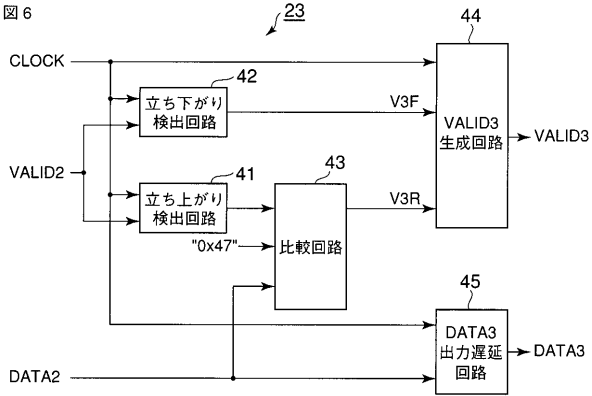 図6
23
44
CLOCK
42
立ち下がり
検出回路
V3F
VALID3
生成回路
VALID3
VALID2
41
立ち上がり
検出回路
43
V3R
"0x47"
比較回路
45
DATA3
出力遅延
回路
DATA3
DATA2